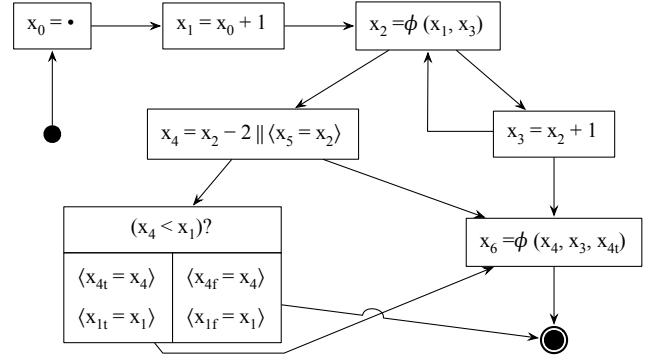 x₀ = •
x₁ = x₀ + 1
x₂ =ϕ (x₁, x₃)
x₄ = x₂ − 2 || ⟨x₅ = x₂⟩
x₃ = x₂ + 1
(x₄ < x₁)?
x₆ =ϕ (x₄, x₃, x₄ₜ)
⟨x₄ₜ = x₄⟩
⟨x₄f = x₄⟩
⟨x₁ₜ = x₁⟩
⟨x₁f = x₁⟩